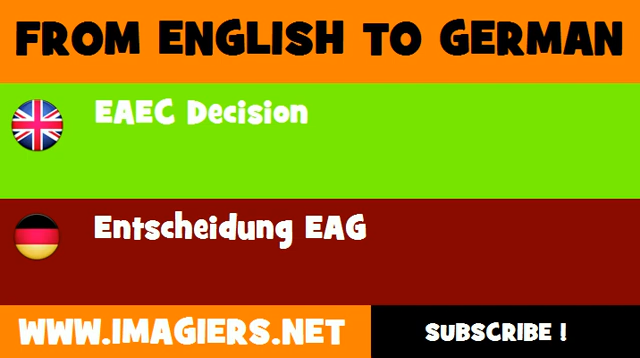 FROM ENGLISH TO GERMAN
EAEC Decision
Entscheidung EAG
WWW.IMAGIERS.NET
SUBSCRIBE !